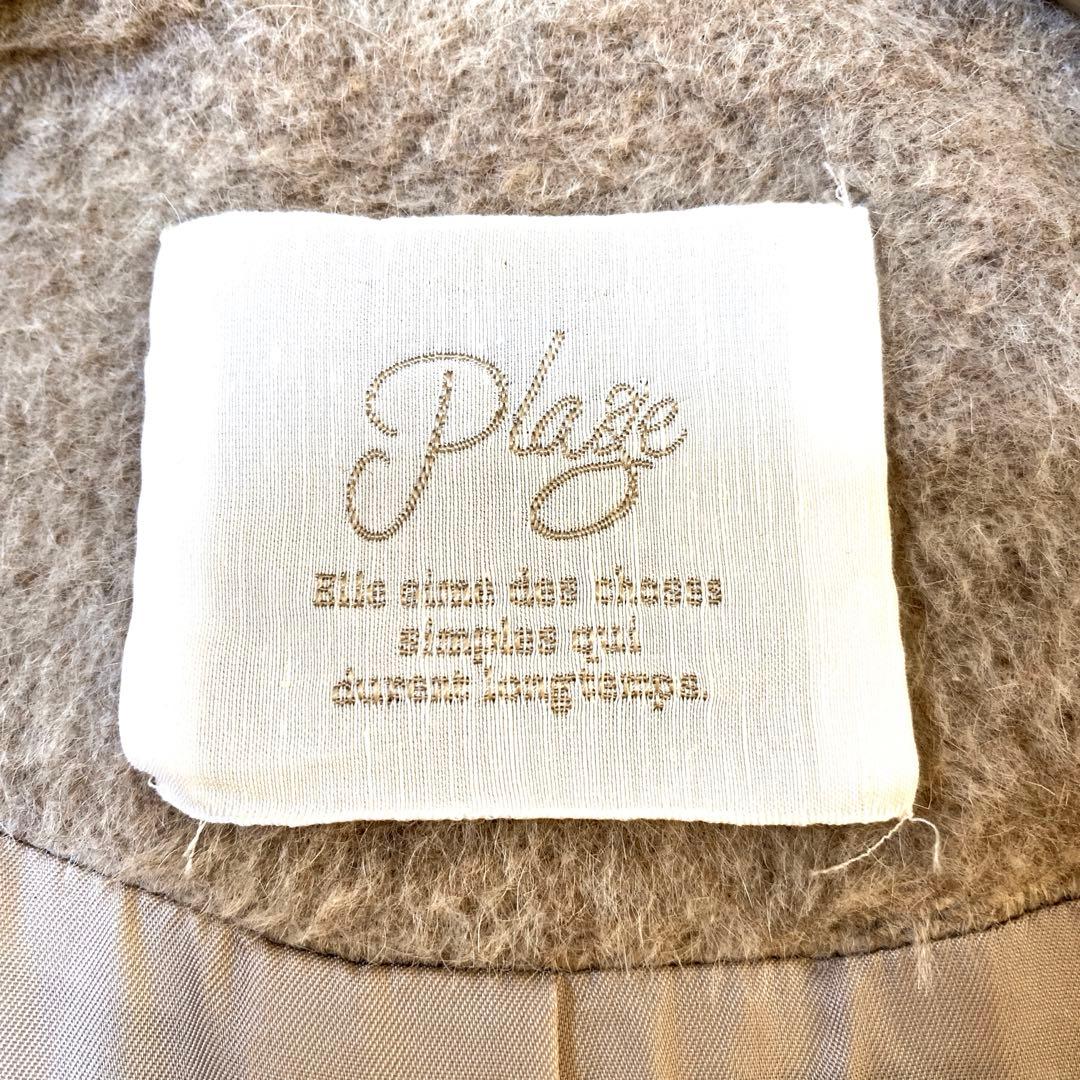 Plage
Elle aime des choses
simples qui
durent longtemps.